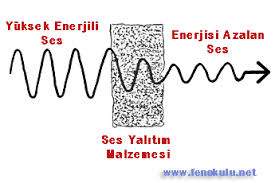 Yüksek Enerjili
Ses
Enerjisi Azalan
Ses
Ses Yalıtım
Malzemesi
www.fenokulu.net